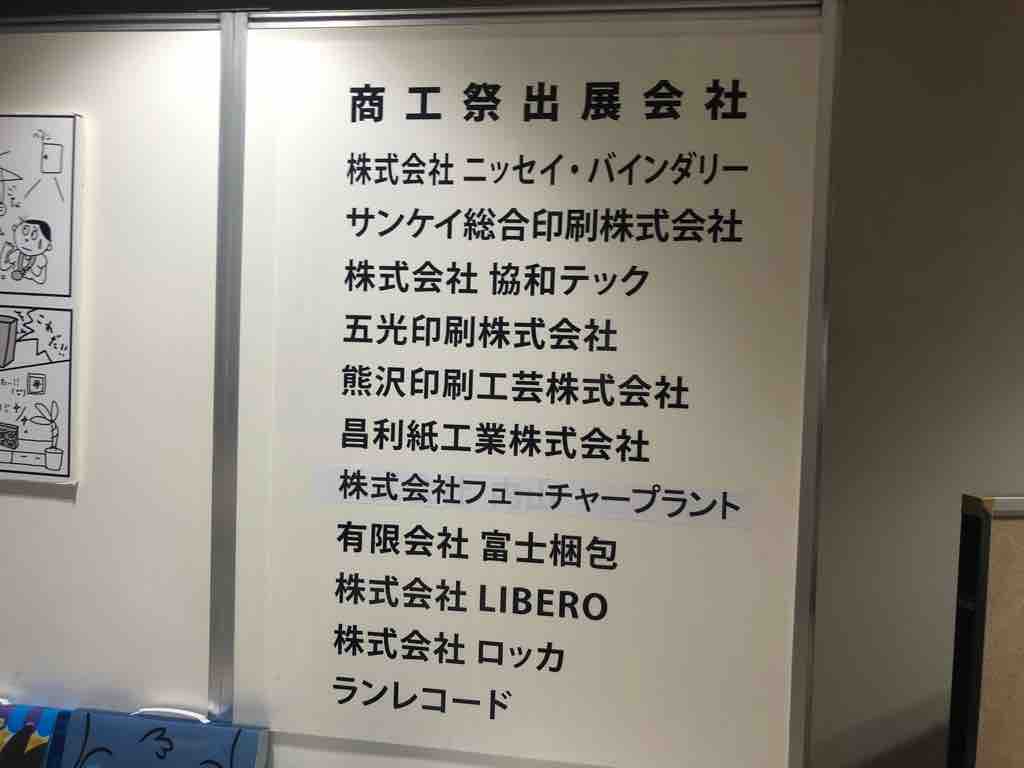 商工祭出展会社
株式会社 ニッセイ・バインダリー
サンケイ総合印刷株式会社
株式会社 協和テック
五光印刷株式会社
熊沢印刷工芸株式会社
昌利紙工業株式会社
株式会社フューチャープラント
有限会社 富士梱包
株式会社 LIBERO
株式会社 ロッカ
ランレコード
これだ!!